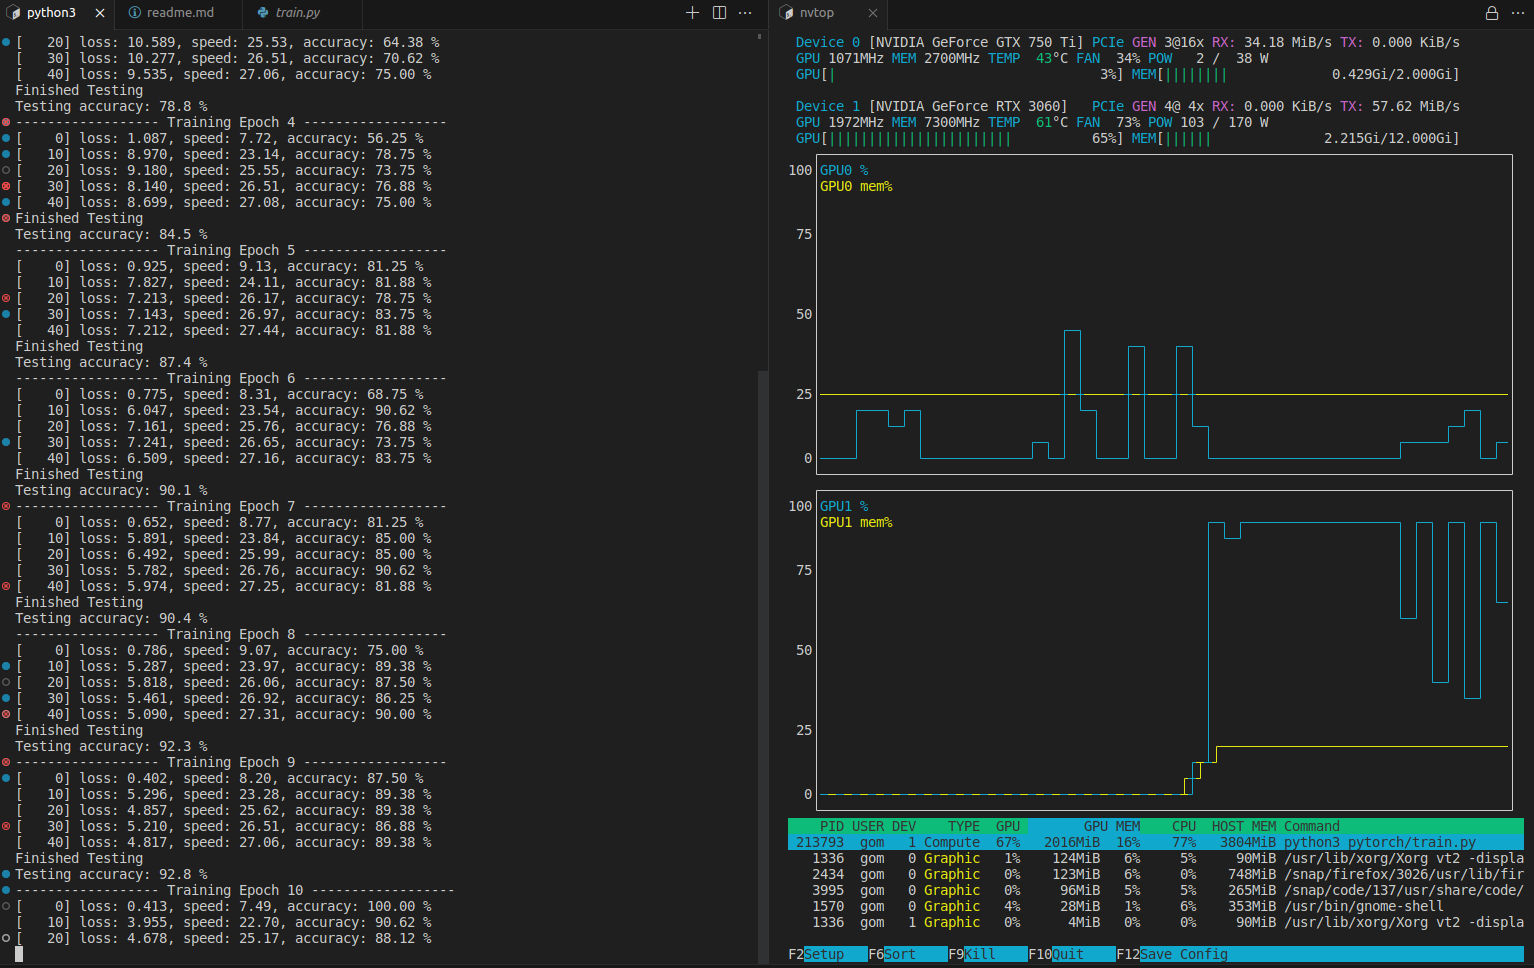 python3
readme.md
train.py
[   20] loss: 10.589, speed: 25.53, accuracy: 64.38 %
[   30] loss: 10.277, speed: 26.51, accuracy: 70.62 %
[   40] loss: 9.535, speed: 27.06, accuracy: 75.00 %
Finished Testing
Testing accuracy: 78.8 %
------------------ Training Epoch 4 ------------------
[    0] loss: 1.087, speed: 7.72, accuracy: 56.25 %
[   10] loss: 8.970, speed: 23.14, accuracy: 78.75 %
[   20] loss: 9.180, speed: 25.55, accuracy: 73.75 %
[   30] loss: 8.140, speed: 26.51, accuracy: 76.88 %
[   40] loss: 8.699, speed: 27.08, accuracy: 75.00 %
Finished Testing
Testing accuracy: 84.5 %
------------------ Training Epoch 5 ------------------
[    0] loss: 0.925, speed: 9.13, accuracy: 81.25 %
[   10] loss: 7.827, speed: 24.11, accuracy: 81.88 %
[   20] loss: 7.213, speed: 26.17, accuracy: 78.75 %
[   30] loss: 7.143, speed: 26.97, accuracy: 83.75 %
[   40] loss: 7.212, speed: 27.44, accuracy: 81.88 %
Finished Testing
Testing accuracy: 87.4 %
------------------ Training Epoch 6 ------------------
[    0] loss: 0.775, speed: 8.31, accuracy: 68.75 %
[   10] loss: 6.047, speed: 23.54, accuracy: 90.62 %
[   20] loss: 7.161, speed: 25.76, accuracy: 76.88 %
[   30] loss: 7.241, speed: 26.65, accuracy: 73.75 %
[   40] loss: 6.509, speed: 27.16, accuracy: 83.75 %
Finished Testing
Testing accuracy: 90.1 %
------------------ Training Epoch 7 ------------------
[    0] loss: 0.652, speed: 8.77, accuracy: 81.25 %
[   10] loss: 5.891, speed: 23.84, accuracy: 85.00 %
[   20] loss: 6.492, speed: 25.99, accuracy: 85.00 %
[   30] loss: 5.782, speed: 26.76, accuracy: 90.62 %
[   40] loss: 5.974, speed: 27.25, accuracy: 81.88 %
Finished Testing
Testing accuracy: 90.4 %
------------------ Training Epoch 8 ------------------
[    0] loss: 0.786, speed: 9.07, accuracy: 75.00 %
[   10] loss: 5.287, speed: 23.97, accuracy: 89.38 %
[   20] loss: 5.818, speed: 26.06, accuracy: 87.50 %
[   30] loss: 5.461, speed: 26.92, accuracy: 86.25 %
[   40] loss: 5.090, speed: 27.31, accuracy: 90.00 %
Finished Testing
Testing accuracy: 92.3 %
------------------ Training Epoch 9 ------------------
[    0] loss: 0.402, speed: 8.20, accuracy: 87.50 %
[   10] loss: 5.296, speed: 23.28, accuracy: 89.38 %
[   20] loss: 4.857, speed: 25.62, accuracy: 89.38 %
[   30] loss: 5.210, speed: 26.51, accuracy: 86.88 %
[   40] loss: 4.817, speed: 27.06, accuracy: 89.38 %
Finished Testing
Testing accuracy: 92.8 %
------------------ Training Epoch 10 ------------------
[    0] loss: 0.413, speed: 7.49, accuracy: 100.00 %
[   10] loss: 3.955, speed: 22.70, accuracy: 90.62 %
[   20] loss: 4.678, speed: 25.17, accuracy: 88.12 %
nvtop
Device 0 [NVIDIA GeForce GTX 750 Ti] PCIe GEN 3@16x RX: 34.18 MiB/s TX: 0.000 KiB/s
GPU 1071MHz MEM 2700MHz TEMP  43°C FAN  34% POW   2 /  38 W
GPU[|                                 3%] MEM[||||||||             0.429Gi/2.000Gi]
Device 1 [NVIDIA GeForce RTX 3060]   PCIe GEN 4@ 4x RX: 0.000 KiB/s TX: 57.62 MiB/s
GPU 1972MHz MEM 7300MHz TEMP  61°C FAN  73% POW 103 / 170 W
GPU[|||||||||||||||||||||||          65%] MEM[||||||              2.215Gi/12.000Gi]
100
GPU0 %
GPU0 mem%
75
50
25
0
100
GPU1 %
GPU1 mem%
75
50
25
0
PID USER DEV    TYPE  GPU        GPU MEM    CPU  HOST MEM Command
213793  gom   1 Compute  67%   2016MiB  16%    77%   3804MiB python3 pytorch/train.py
1336  gom   0 Graphic   1%    124MiB   6%     5%     90MiB /usr/lib/xorg/Xorg vt2 -displa
2434  gom   0 Graphic   0%    123MiB   6%     0%    748MiB /snap/firefox/3026/usr/lib/fir
3995  gom   0 Graphic   0%     96MiB   5%     5%    265MiB /snap/code/137/usr/share/code/
1570  gom   0 Graphic   4%     28MiB   1%     6%    353MiB /usr/bin/gnome-shell
1336  gom   1 Graphic   0%      4MiB   0%     0%     90MiB /usr/lib/xorg/Xorg vt2 -displa
F2Setup   F6Sort    F9Kill    F10Quit    F12Save Config